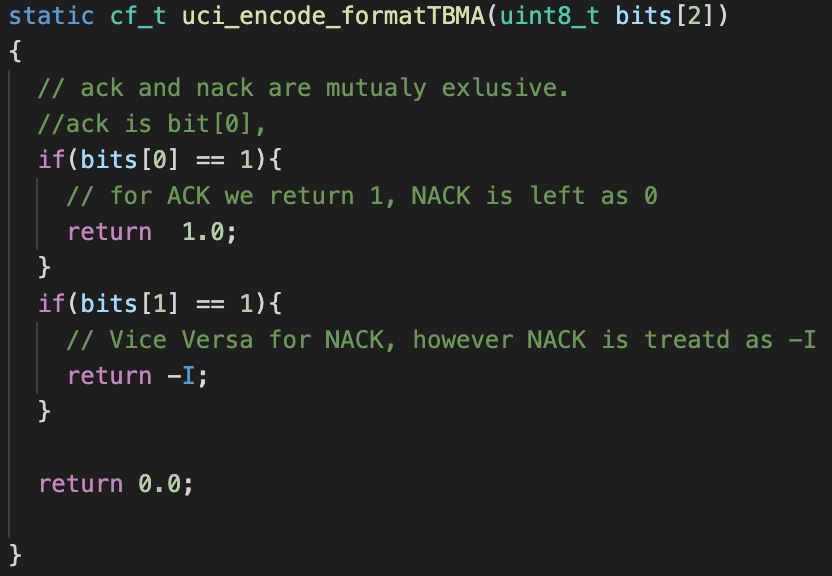 static cf_t uci_encode_formatTBMA(uint8_t bits[2])
{
// ack and nack are mutualy exlusive.
//ack is bit[0],
if(bits[0] == 1){
// for ACK we return 1, NACK is left as 0
return  1.0;
}
if(bits[1] == 1){
// Vice Versa for NACK, however NACK is treatd as -I
return -I;
}
return 0.0;
}